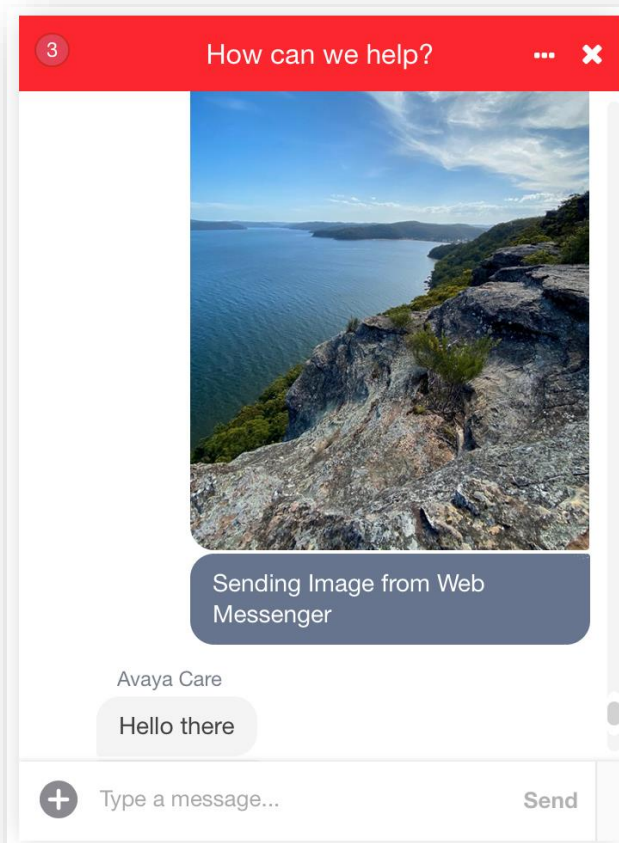 3
How can we help?
Sending Image from Web
Messenger
Avaya Care
Hello there
Type a message...
Send